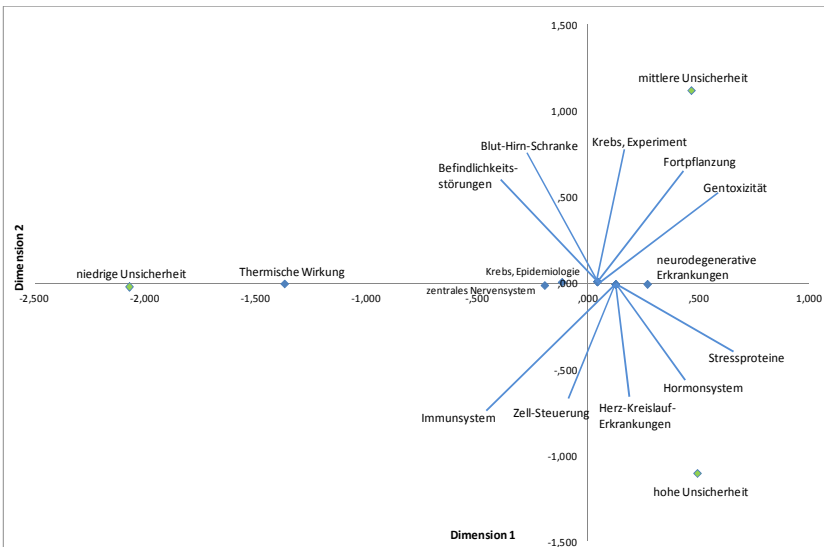 1,500
mittlere Unsicherheit
1,000
Blut-Hirn-Schranke
Krebs, Experiment
Befindlichkeits-
störungen
Fortpflanzung
Gentoxizität
,500
Dimension 2
niedrige Unsicherheit
Thermische Wirkung
Krebs, Epidemiologie
zentrales Nervensystem
neurodegenerative
Erkrankungen
,000
-2,500
-2,000
-1,500
-1,000
-,500
,000
,500
1,000
-,500
Stressproteine
Hormonsystem
Immunsystem
Zell-Steuerung
Herz-Kreislauf-
Erkrankungen
-1,000
hohe Unsicherheit
Dimension 1
-1,500